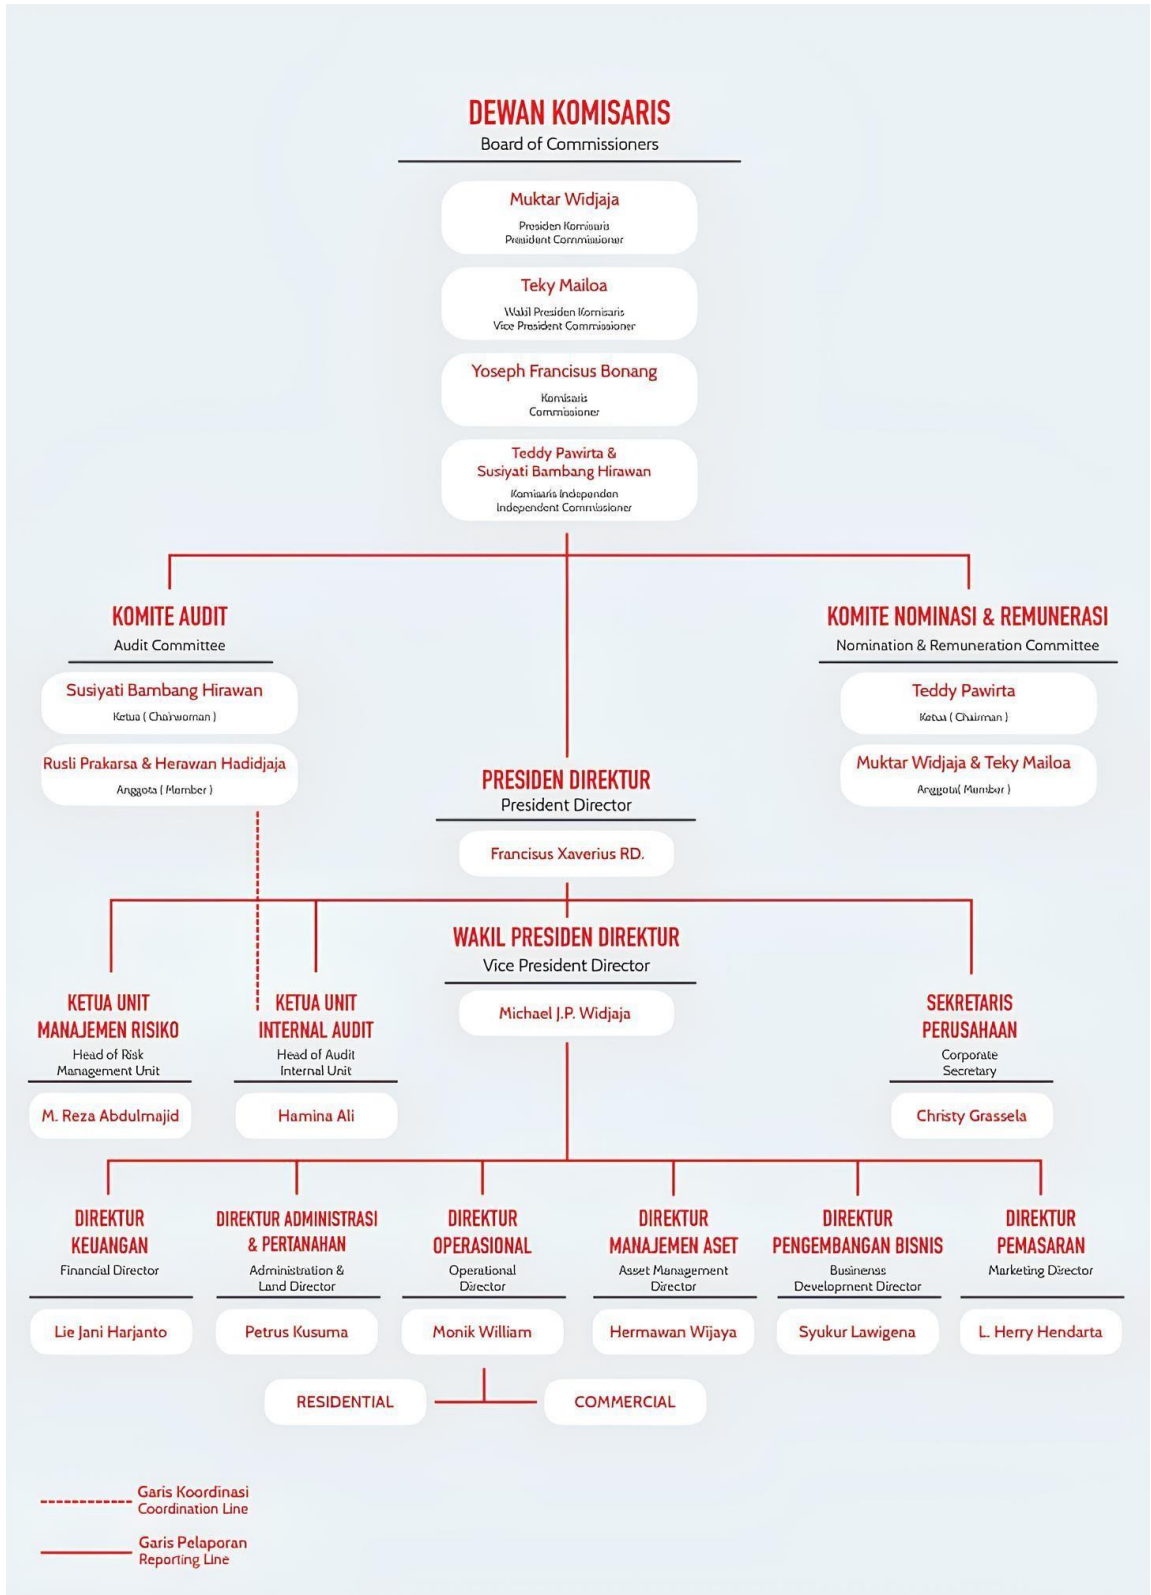 DEWAN KOMISARIS
Board of Commissioners
Muktar Widjaja
Presiden Komisaris
President Commissioner
Teky Mailoa
Wakil Presiden Komisaris
Vice President Commissioner
Yoseph Francisus Bonang
Komisaris
Commissioner
Teddy Pawirta &
Susiyati Bambang Hirawan
Komisaris Independen
Independent Commissioner
KOMITE AUDIT
Audit Committee
Susiyati Bambang Hirawan
Ketua ( Chairwoman )
Rusli Prakarsa & Herawan Hadidjaja
Anggota ( Member )
KOMITE NOMINASI & REMUNERASI
Nomination & Remuneration Committee
Teddy Pawirta
Ketua ( Chairman )
Muktar Widjaja & Teky Mailoa
Anggota( Member )
PRESIDEN DIREKTUR
President Director
Francisus Xaverius RD.
WAKIL PRESIDEN DIREKTUR
Vice President Director
Michael J.P. Widjaja
KETUA UNIT
MANAJEMEN RISIKO
Head of Risk
Management Unit
M. Reza Abdulmajid
KETUA UNIT
INTERNAL AUDIT
Head of Audit
Internal Unit
Hamina Ali
SEKRETARIS
PERUSAHAAN
Corporate
Secretary
Christy Grassela
DIREKTUR
KEUANGAN
Financial Director
Lie Jani Harjanto
DIREKTUR ADMINISTRASI
& PERTANAHAN
Administration &
Land Director
Petrus Kusuma
DIREKTUR
OPERASIONAL
Operational
Director
Monik William
DIREKTUR
MANAJEMEN ASET
Asset Management
Director
Hermawan Wijaya
DIREKTUR
PENGEMBANGAN BISNIS
Businenss
Development Director
Syukur Lawigena
DIREKTUR
PEMASARAN
Marketing Director
L. Herry Hendarta
RESIDENTIAL
COMMERCIAL
Garis Koordinasi
Coordination Line
Garis Pelaporan
Reporting Line